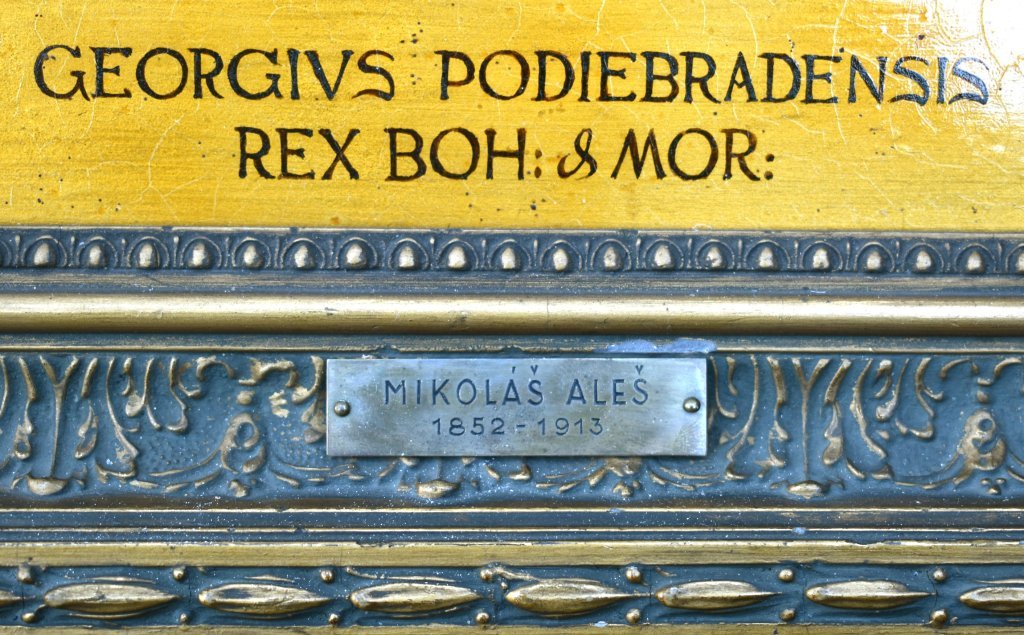 GEORGIVS PODIEBRADENSIS
REX BOH: & MOR:
MIKOLÁŠ ALEŠ
1852-1913